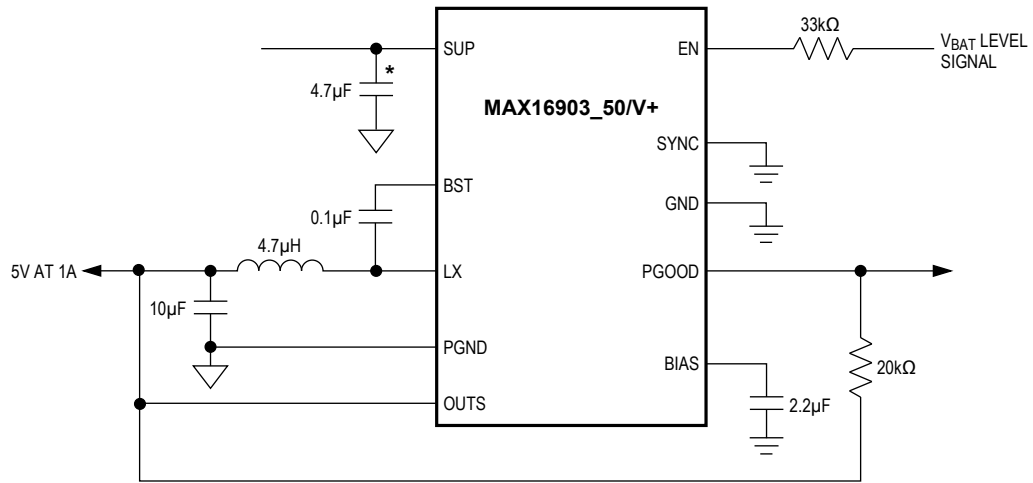 SUP
*
4.7µF
MAX16903_50/V+
EN
33kΩ
VBAT LEVEL
SIGNAL
SYNC
BST
0.1µF
GND
4.7µH
5V AT 1A
LX
PGOOD
10µF
PGND
BIAS
20kΩ
OUTS
2.2µF